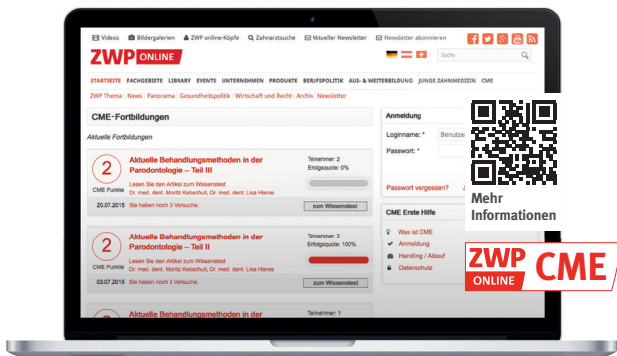 Videos Bildergalerien ZWP online-Köpfe Zahnarztsuche Aktueller Newsletter Newsletter abonnieren
ZWP ONLINE
Suche
STARTSEITE FACHGEBIETE LIBRARY EVENTS UNTERNEHMEN PRODUKTE BERUFSPOLITIK AUS- & WEITERBILDUNG JUNGE ZAHNMEDIZIN CME
ZWP Thema News Panorama Gesundheitspolitik Wirtschaft und Recht Archiv Newsletter
CME-Fortbildungen
Aktuelle Fortbildungen
2
CME Punkte
Aktuelle Behandlungsmethoden in der
Parodontologie – Teil III
Lesen Sie den Artikel zum Wissenstest
Dr. med. dent. Moritz Kebschull, Dr. med. dent. Lisa Hierse
Teilnehmer: 2
Erfolgsquote: 0%
20.07.2015 Sie haben noch 3 Versuche.
zum Wissenstest
2
CME Punkte
Aktuelle Behandlungsmethoden in der
Parodontologie – Teil II
Lesen Sie den Artikel zum Wissenstest
Dr. med. dent. Moritz Kebschull, Dr. med. dent. Lisa Hierse
Teilnehmer: 2
Erfolgsquote: 100%
03.07.2015 Sie haben noch 3 Versuche.
zum Wissenstest
Aktuelle Behandlungsmethoden in der
Teilnehmer: 1
Anmeldung
Loginname: *
Benutze
Passwort: *
Passwort vergessen?
CME Erste Hilfe
Was ist CME
Anmeldung
Handling / Ablauf
Datenschutz
Mehr
Informationen
ZWP ONLINE CME